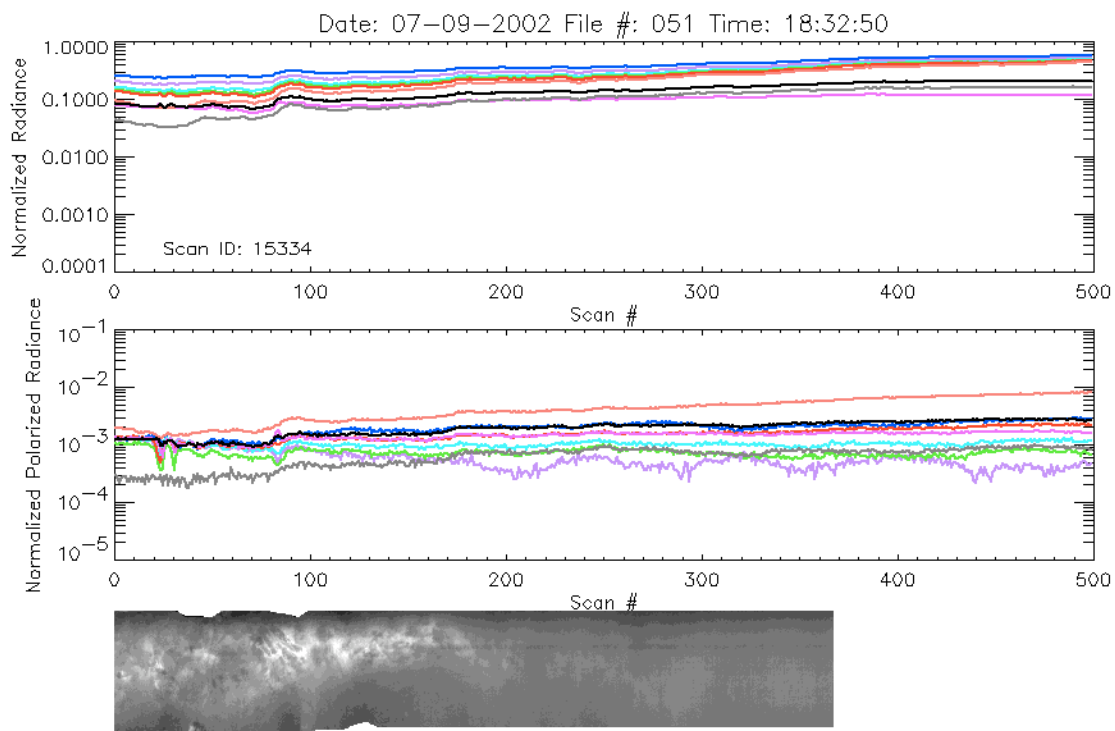 Date: 07-09-2002 File #: 051 Time: 18:32:50
Normalized Radiance
1.0000
0.1000
0.0100
0.0010
0.0001
Scan ID: 15334
0 100 200 300 400 500
Scan #
Normalized Polarized Radiance
10-1
10-2
10-3
10-4
10-5
0 100 200 300 400 500
Scan #